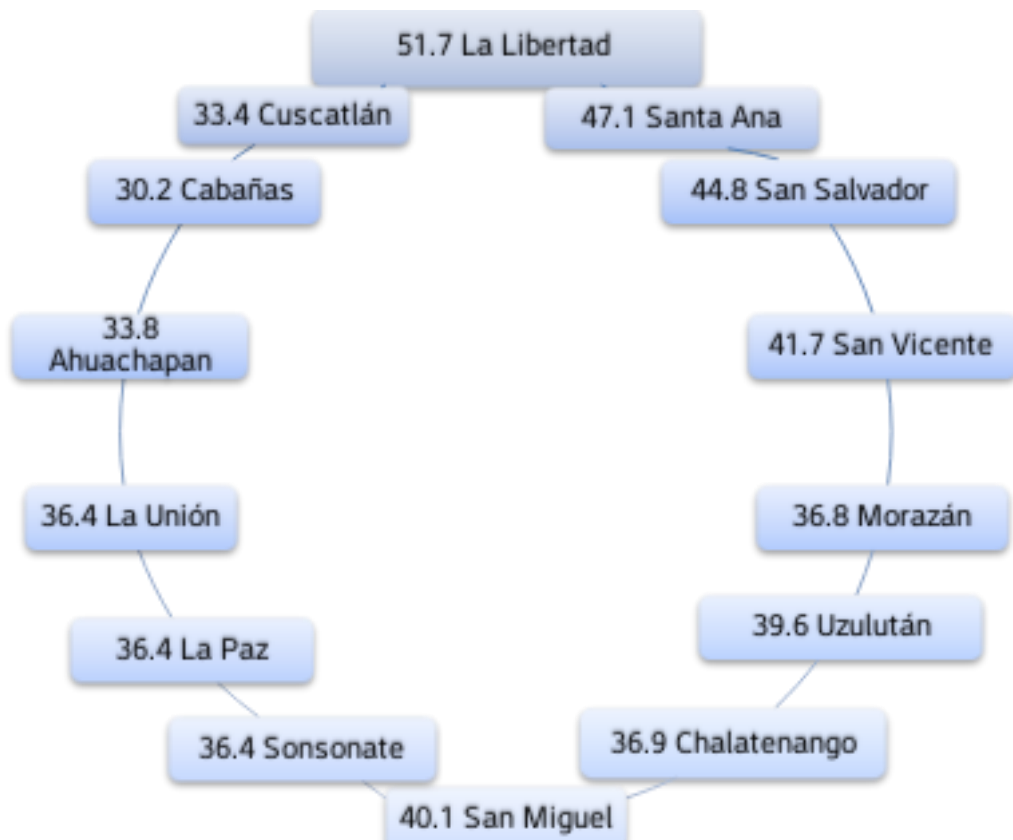 51.7 La Libertad
33.4 Cuscatlán
47.1 Santa Ana
30.2 Cabañas
44.8 San Salvador
33.8
Ahuachapan
41.7 San Vicente
36.4 La Unión
36.8 Morazán
36.4 La Paz
39.6 Uzulután
36.4 Sonsonate
36.9 Chalatenango
40.1 San Miguel